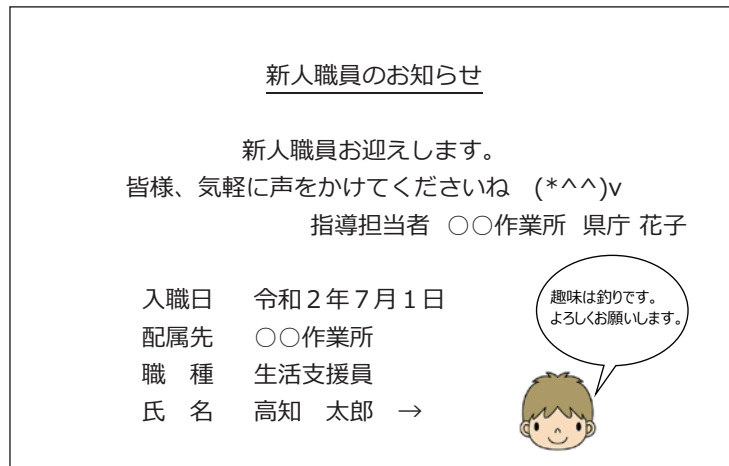 新人職員のお知らせ
新人職員お迎えします。
皆様、気軽に声をかけてくださいね　(*^^)v
指導担当者　○○作業所　県庁 花子
入職日　令和２年７月１日
配属先　○○作業所
職　種　生活支援員
氏　名　高知　太郎　→
趣味は釣りです。
よろしくお願いします。